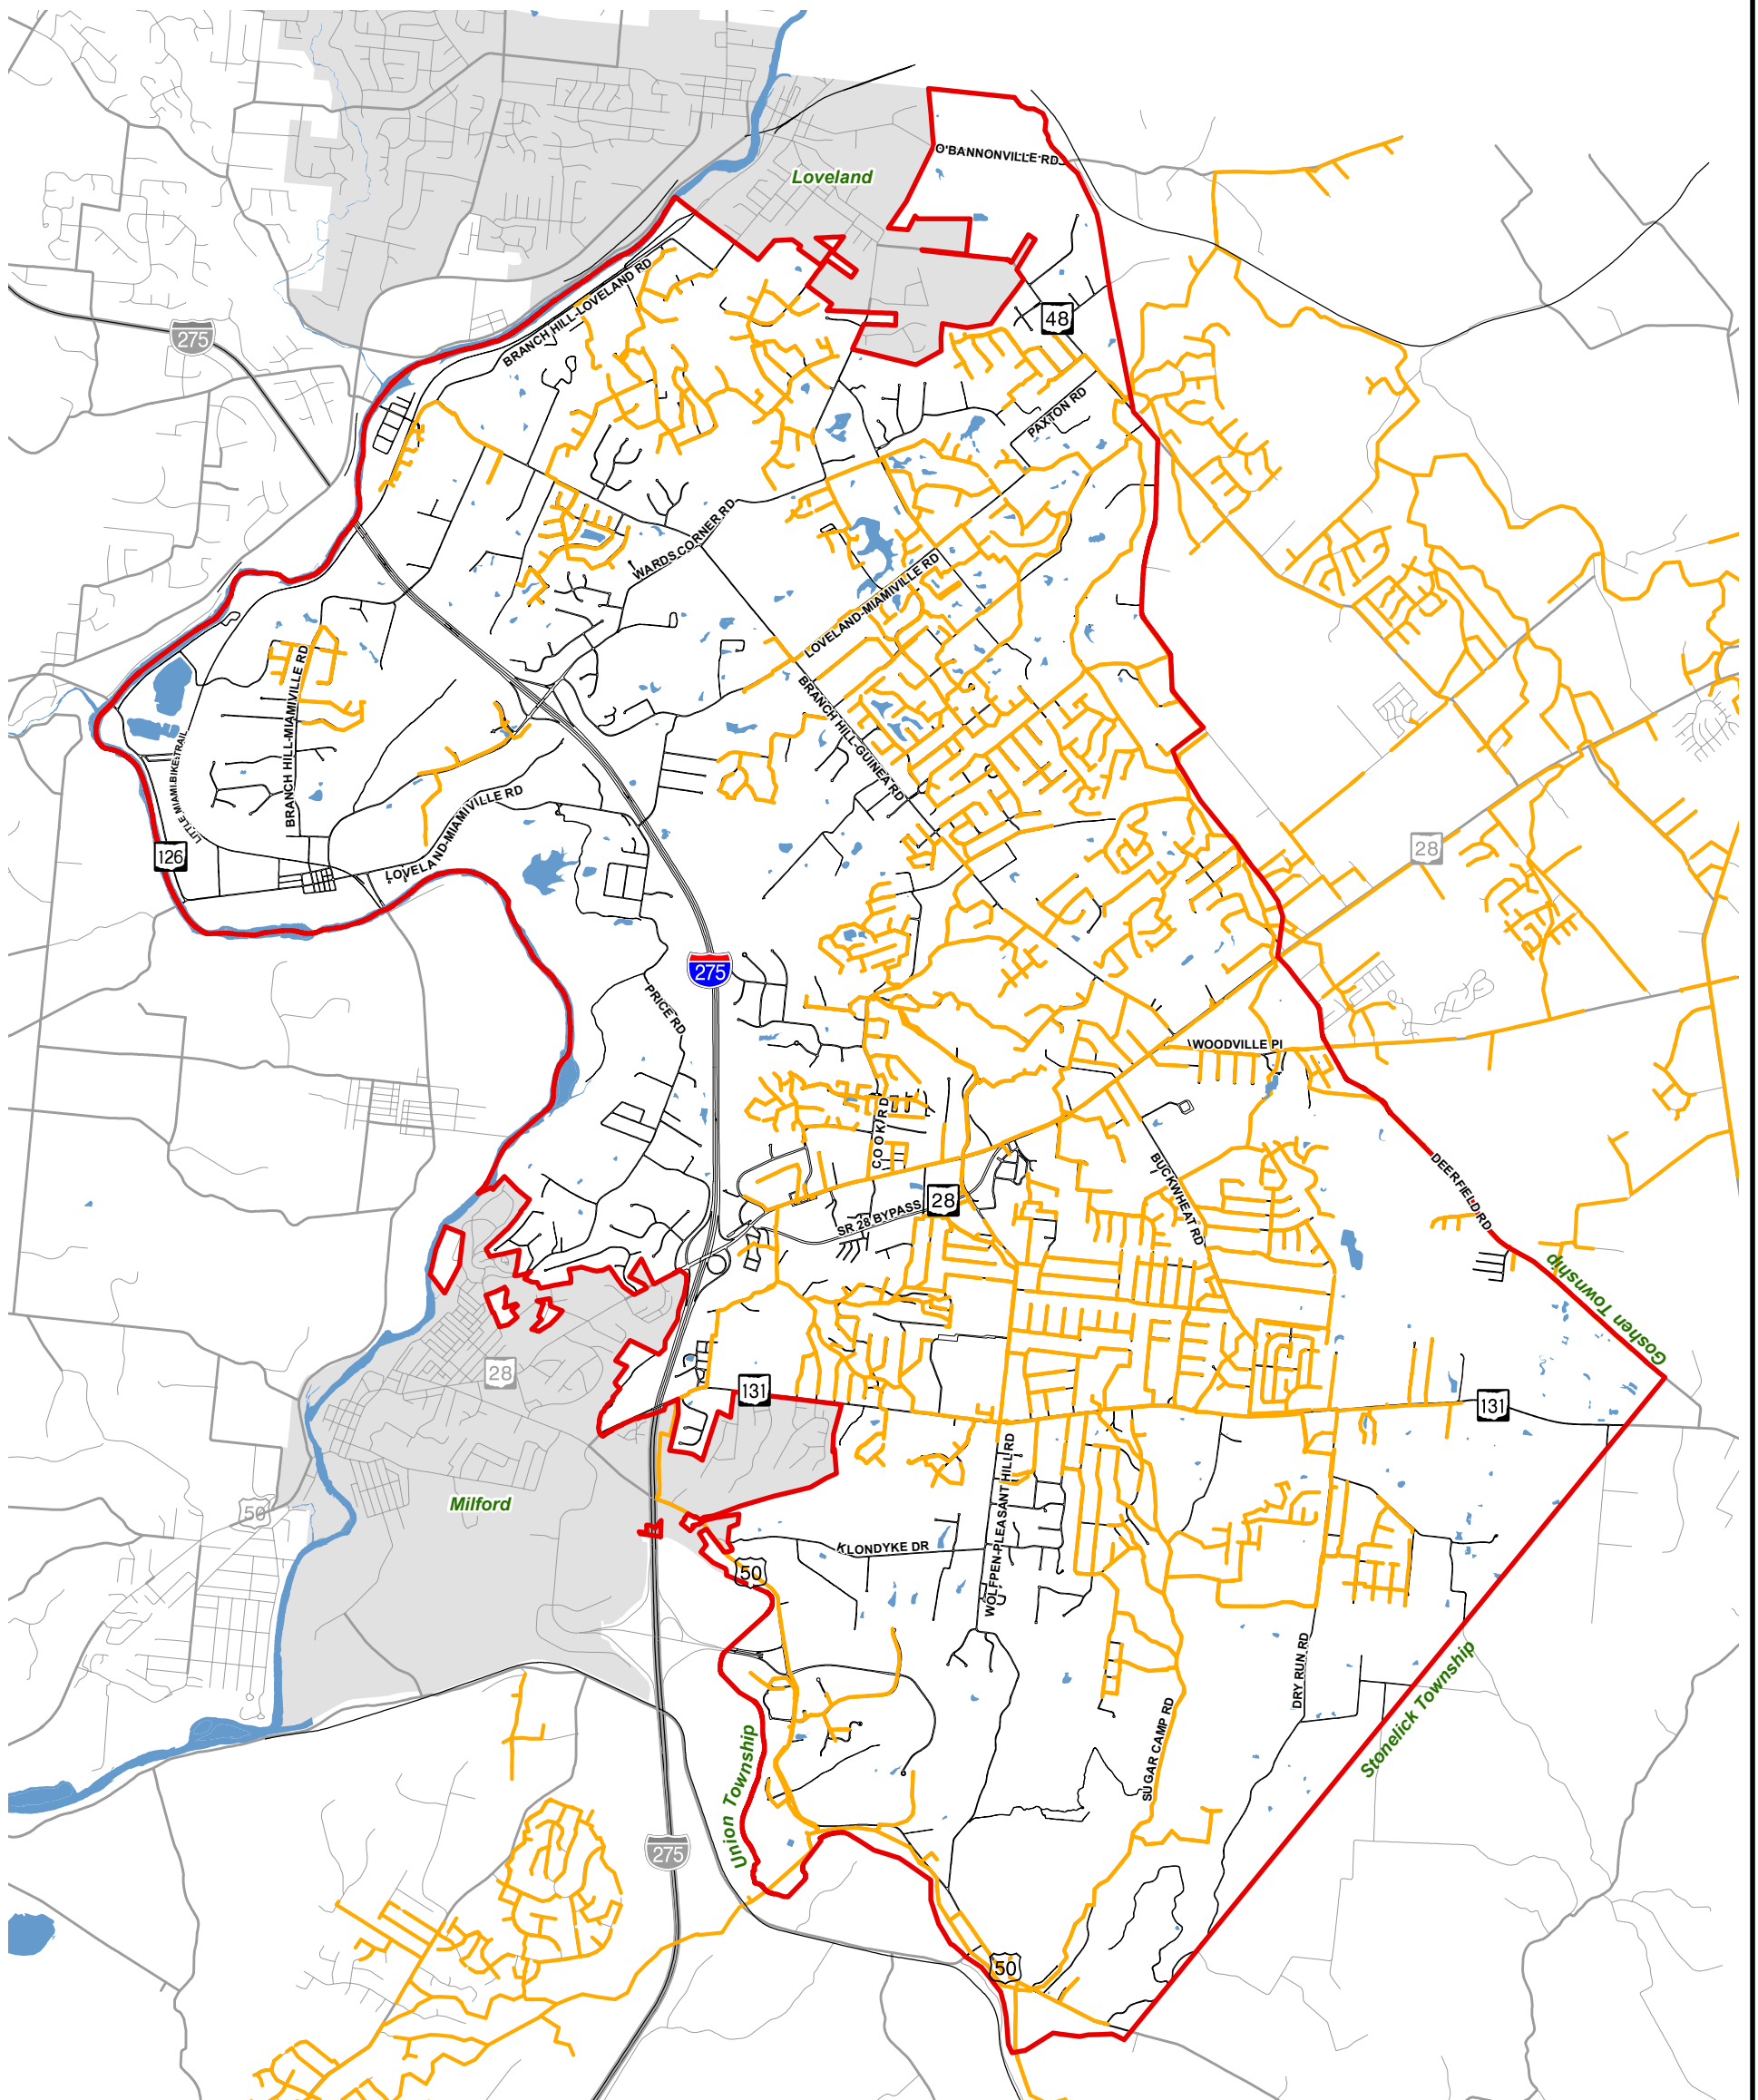 Loveland
O'BANNONVILLE RD
48
275
BRANCH HILL-LOVELAND RD
PAXTON RD
WARDS CORNER RD
LOVELAND-MIAMIVILLE RD
BRANCH HILL-MIAMIVILLE RD
BRANCH HILL-GUINEA RD
LITTLE MIAMI BIKE TRAIL
LOVELAND-MIAMIVILLE RD
126
28
275
PRICE RD
WOODVILLE PI
COOK RD
BUCKWHEAT RD
DEERFIELD RD
28
SR 28 BYPASS
Goshen Township
28
131
131
Milford
50
WOLFPEN-PLEASANT HILL RD
KLONDYKE DR
50
DRY RUN RD
Stonelick Township
SUGAR CAMP RD
Union Township
275
50